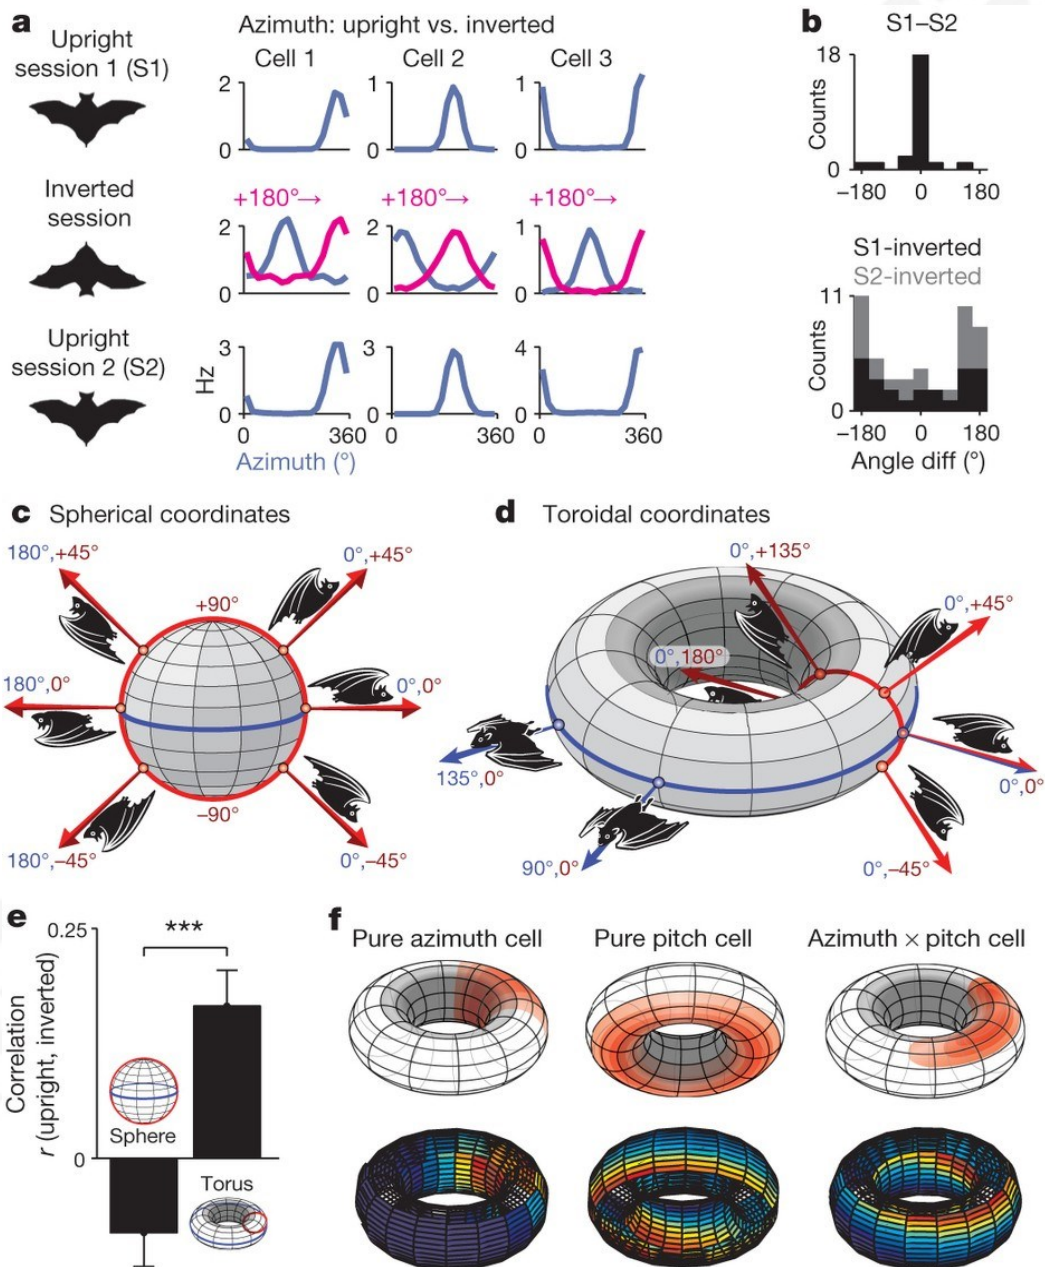 a
Azimuth: upright vs. inverted
Upright
session 1 (S1)
Cell 1
Cell 2
Cell 3
2
0
1
0
1
0
Inverted
session
+180°→
+180°→
+180°→
2
0
2
0
1
0
Upright
session 2 (S2)
Hz
3
0
3
0
4
0
0
360
0
360
0
360
Azimuth (°)
b
S1–S2
18
Counts
0
−180
0
180
S1-inverted
S2-inverted
11
Counts
0
−180
0
180
Angle diff (°)
c Spherical coordinates
180°,+45°
0°,+45°
+90°
180°,0°
0°,0°
−90°
180°,−45°
0°,−45°
d Toroidal coordinates
0°,+135°
0°,+45°
0°,180°
135°,0°
0°,0°
90°,0°
0°,−45°
e
0.25
***
Correlation
r (upright, inverted)
Sphere
0
Torus
f
Pure azimuth cell
Pure pitch cell
Azimuth × pitch cell